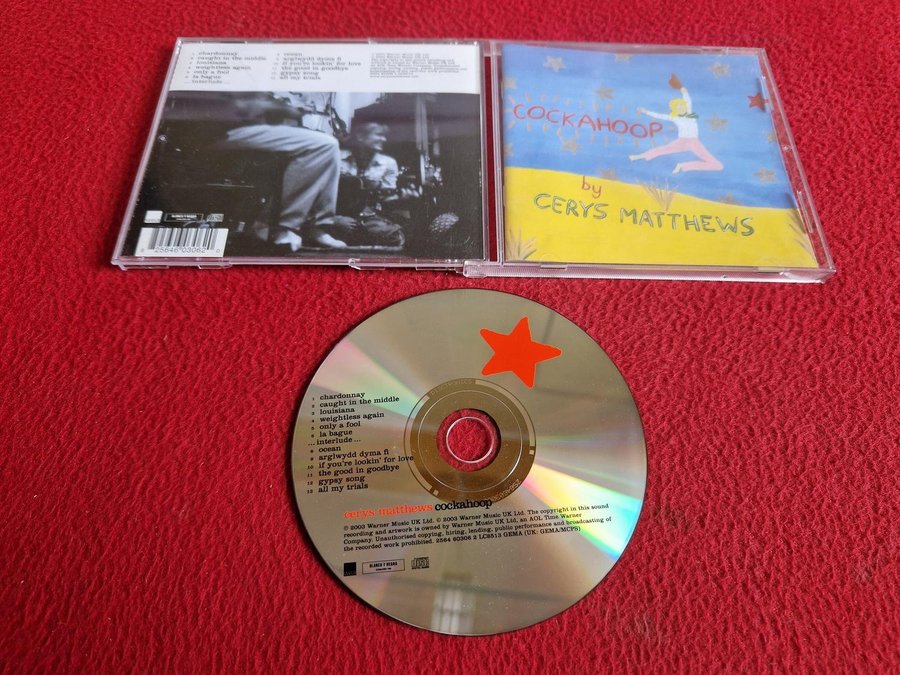 chardonnay
caught in the middle
louisiana
weightless again
only a fool
la bague
interlude...
ocean
arglwydd dyma fi
if you're lookin' for love
the good in goodbye
gypsy song
all my trials
BLANCO Y NEGRO
25646 03062
COCKAHOOP
by
CERYS MATTHEWS
1 chardonnay
2 caught in the middle
3 louisiana
4 weightless again
5 only a fool
6 la bague
... interlude ...
8 ocean
9 arglwydd dyma fi
10 if you're lookin' for love
11 the good in goodbye
12 gypsy song
13 all my trials
cerys matthews cockahoop
℗ 2003 Warner Music UK Ltd. © 2003 Warner Music UK Ltd. The copyright in this sound
recording and artwork is owned by Warner Music UK Ltd, an AOL Time Warner
Company. Unauthorised copying, hiring, lending, public performance and broadcasting of
the recorded work prohibited. 2564 60306 2 LC8513 GEMA (UK: GEMA/MCPS)
BLANCO Y NEGRO